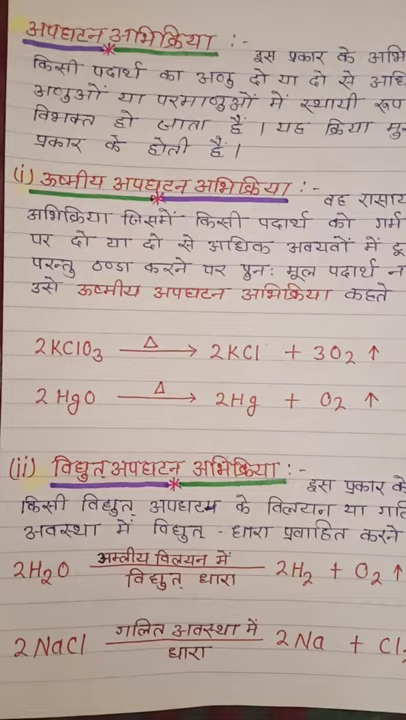 अपघटन अभिक्रिया :-
इस प्रकार के अभि
किसी पदार्थ का अणु दो या दो से अधि
अणुओं या परमाणुओं में स्थायी रूप
विभक्त हो जाता है । यह क्रिया मु
प्रकार के होती हैं ।
(i) ऊष्मीय अपघटन अभिक्रिया :-
वह रासाय
अभिक्रिया जिसमें किसी पदार्थ को गर्म
पर दो या दो से अधिक अवयवों में टू
परन्तु ठण्डा करने पर पुनः मूल पदार्थ न
उसे ऊष्मीय अपघटन अभिक्रिया कहते
2KClO3 —Δ→ 2KCl + 3O2 ↑
2HgO —Δ→ 2Hg + O2 ↑
(ii) विद्युत् अपघटन अभिक्रिया :-
इस प्रकार के
किसी विद्युत् अपघटय के विलयन या गलि
अवस्था में विद्युत् - धारा प्रवाहित करने
2H2O अम्लीय विलयन में 2H2 + O2 ↑
विद्युत् धारा
2NaCl गलित अवस्था में 2Na + Cl2
धारा